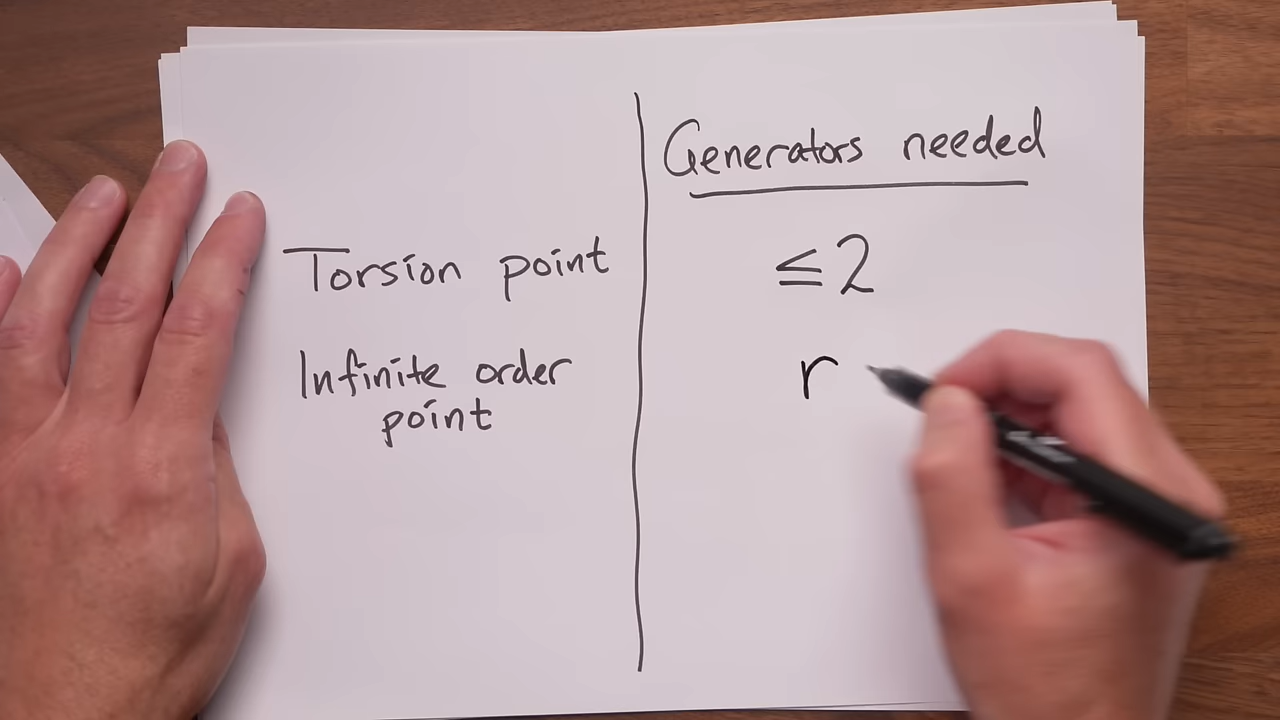 Generators needed
Torsion point
≤2
Infinite order
point
r